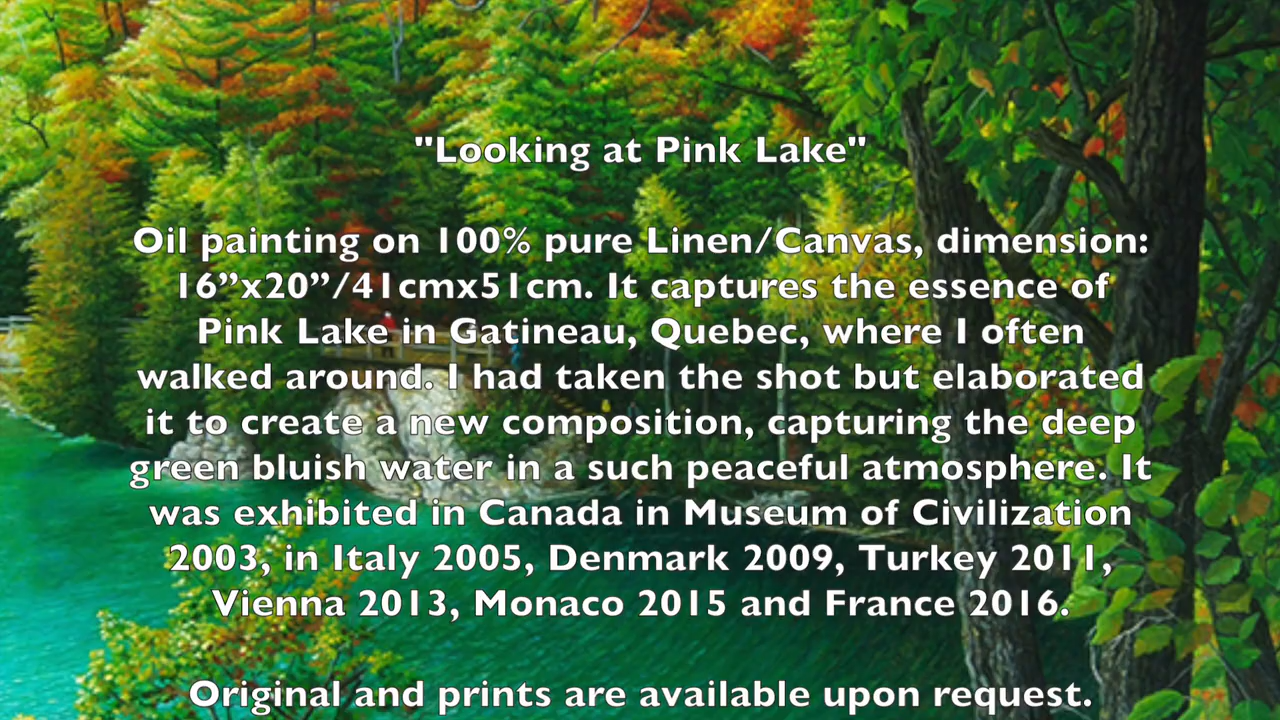 "Looking at Pink Lake"
Oil painting on 100% pure Linen/Canvas, dimension:
16”x20”/41cmx51cm. It captures the essence of
Pink Lake in Gatineau, Quebec, where I often
walked around. I had taken the shot but elaborated
it to create a new composition, capturing the deep
green bluish water in a such peaceful atmosphere. It
was exhibited in Canada in Museum of Civilization
2003, in Italy 2005, Denmark 2009, Turkey 2011,
Vienna 2013, Monaco 2015 and France 2016.
Original and prints are available upon request.